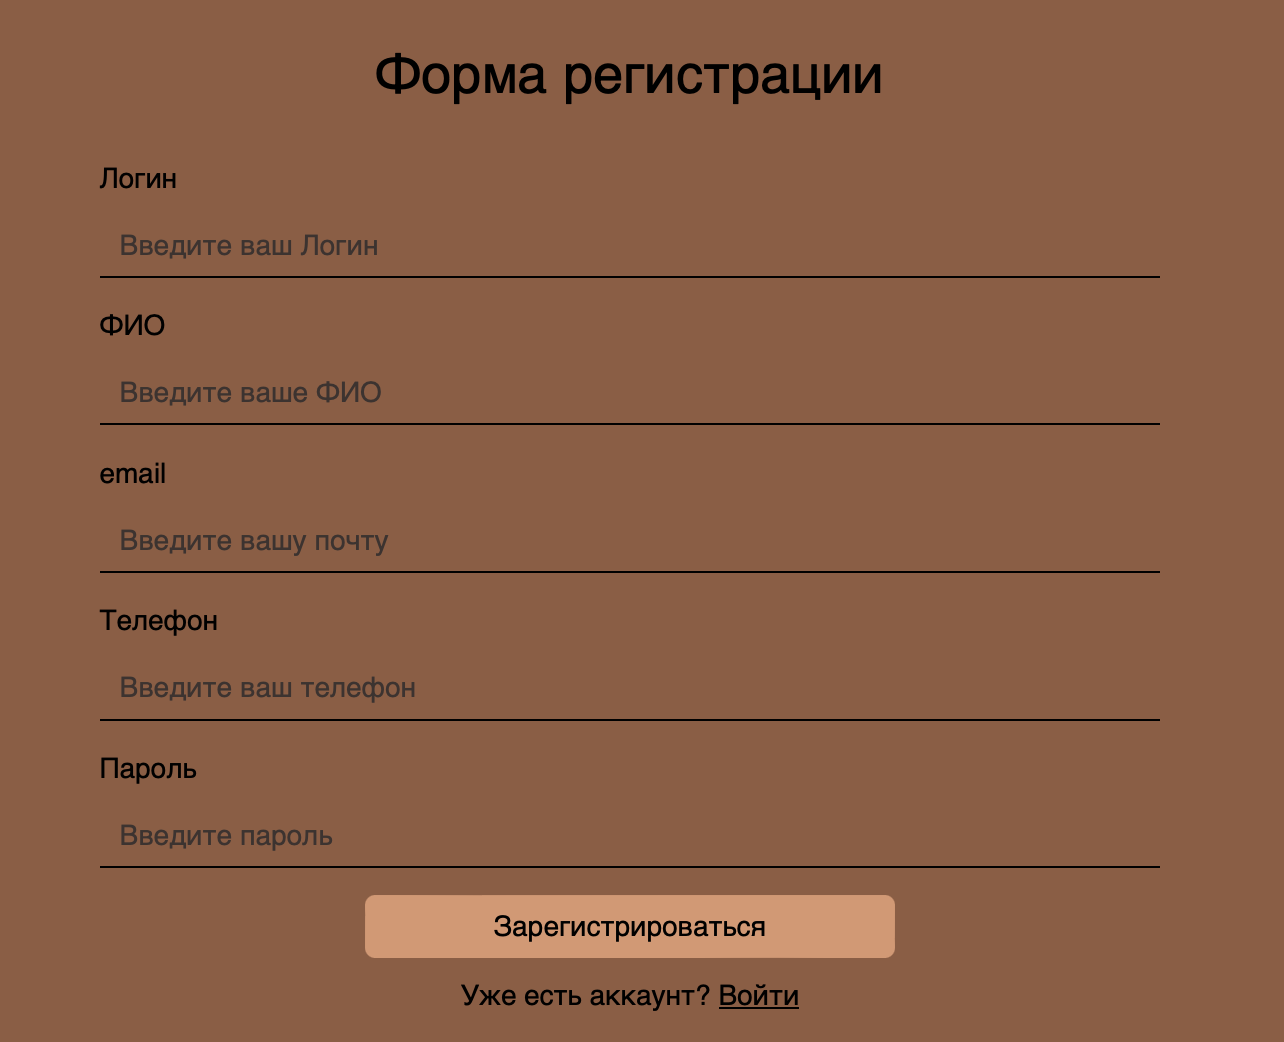 Форма регистрации
Логин
Введите ваш Логин
ФИО
Введите ваше ФИО
email
Введите вашу почту
Телефон
Введите ваш телефон
Пароль
Введите пароль
Зарегистрироваться
Уже есть аккаунт? Войти